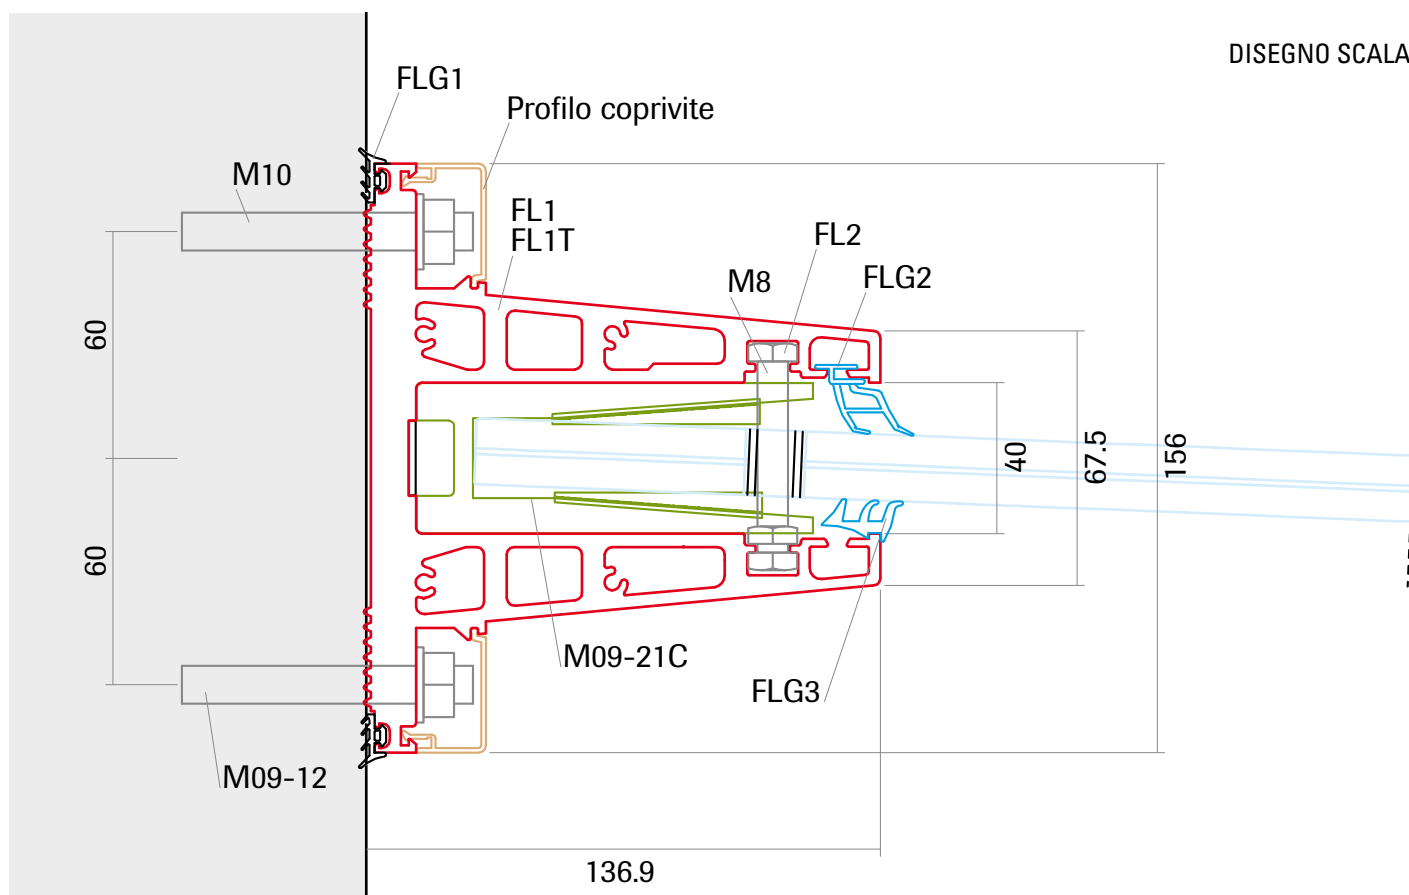 DISEGNO SCALA
FLG1
Profilo coprivite
M10
FL1
FL1T
FL2
M8
FLG2
60
40
67.5
156
60
M09-21C
FLG3
M09-12
136.9